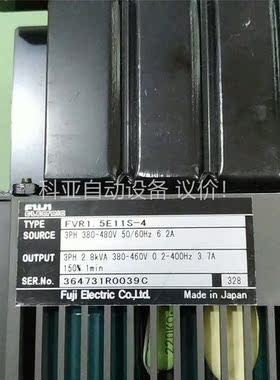 科亚自动设备 议价!
FUJI
ELECTRIC
TYPE FVR1.5E11S-4
SOURCE 3PH 380-480V 50/60Hz 6.2A
OUTPUT 3PH 2.8kVA 380-460V 0.2-400Hz 3.7A
150% 1min
SER.No. 364731R0039C 328
Fuji Electric Co.,Ltd. Made in Japan